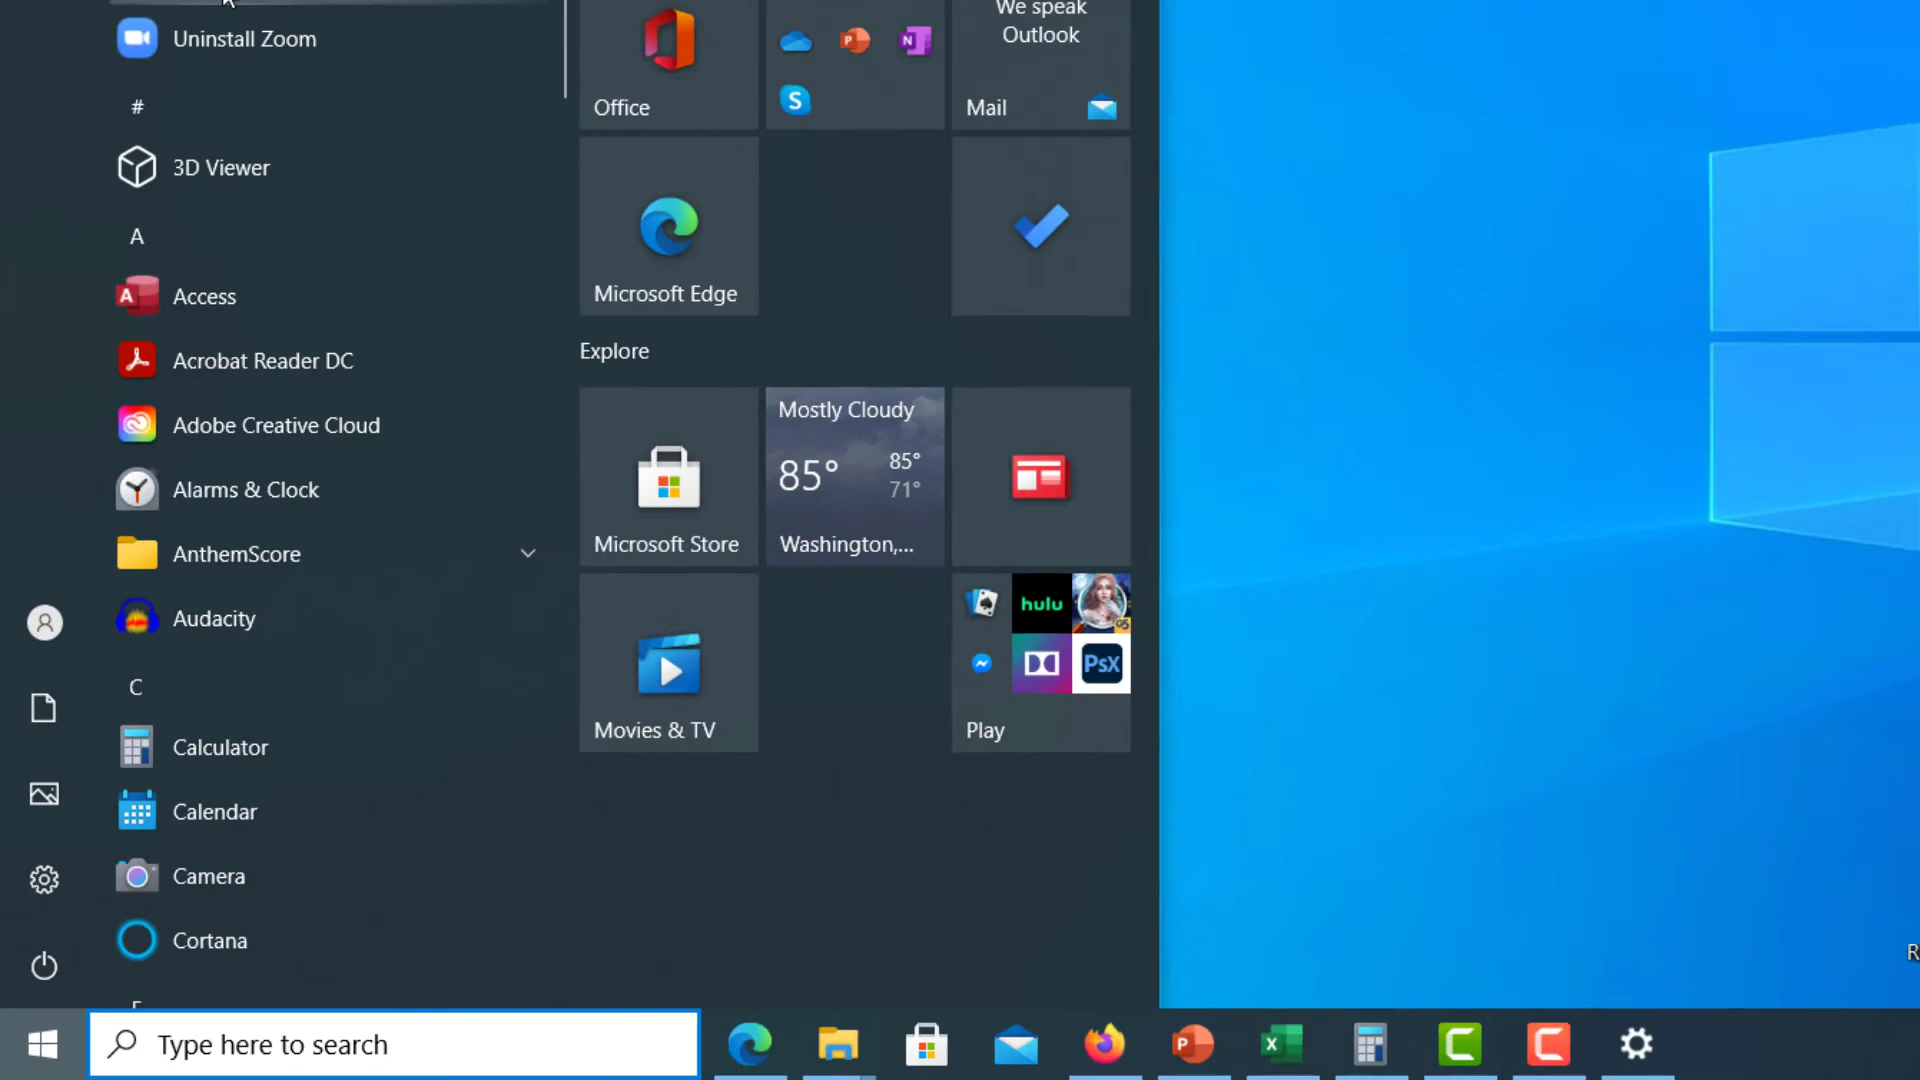 Uninstall Zoom
#
3D Viewer
A
Access
Acrobat Reader DC
Adobe Creative Cloud
Alarms & Clock
AnthemScore
Audacity
C
Calculator
Calendar
Camera
Cortana
Office
We speak
Outlook
Mail
Microsoft Edge
Explore
Microsoft Store
Mostly Cloudy
85°
85°
71°
Washington,...
Movies & TV
hulu
PsX
Play
Type here to search